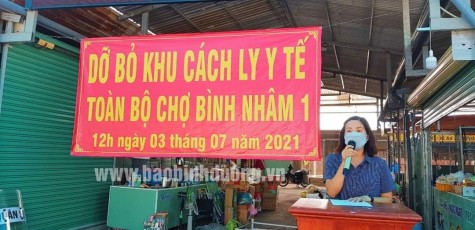 DỠ BỎ KHU CÁCH LY Y TẾ
TOÀN BỘ CHỢ BÌNH NHÂM 1
12h ngày 03 tháng 07 năm 2021
www.baobinhduong.vn